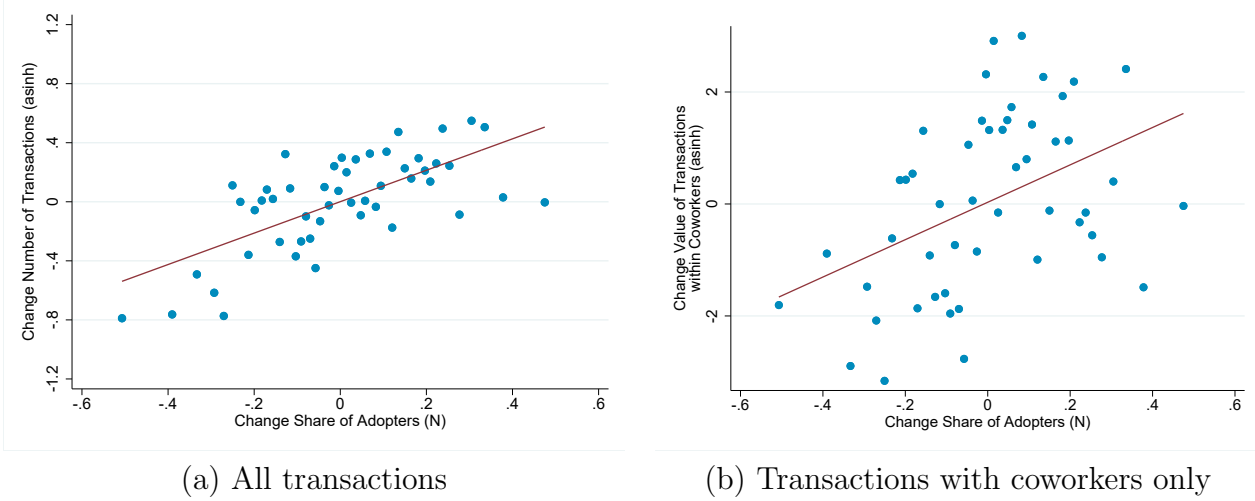 1.2
.8
.4
0
-.4
-.8
-1.2
Change Number of Transactions (asinh)
-.6 -.4 -.2 0 .2 .4 .6
Change Share of Adopters (N)
(a) All transactions
2
0
-2
Change Value of Transactions
within Coworkers (asinh)
-.6 -.4 -.2 0 .2 .4 .6
Change Share of Adopters (N)
(b) Transactions with coworkers only